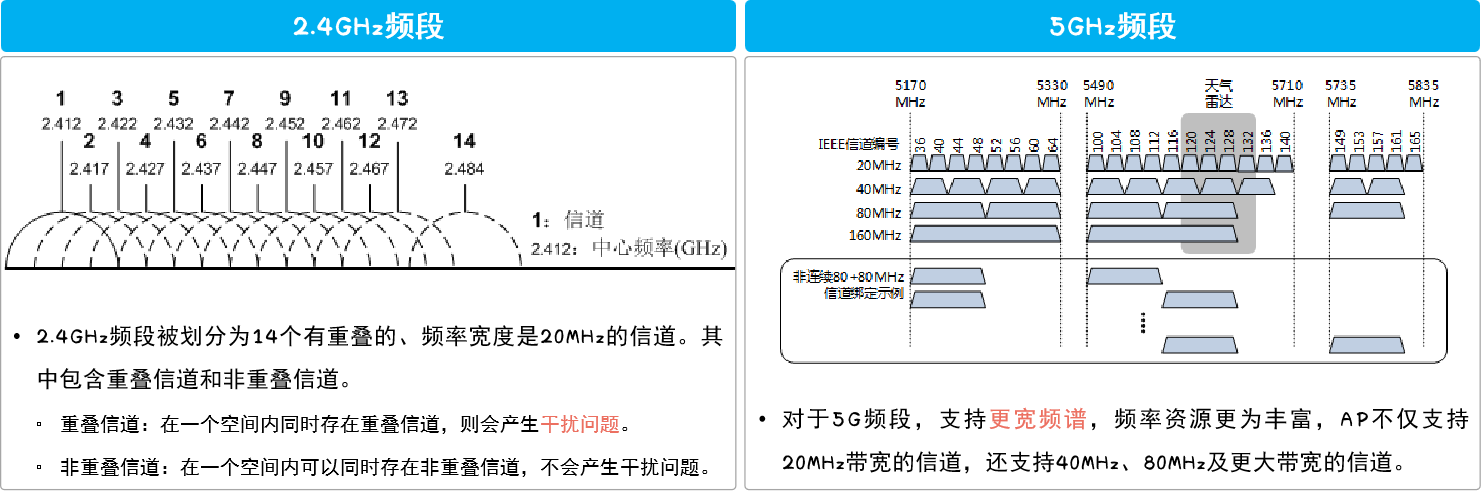 2.4GHz频段
1 3 5 7 9 11 13
2.412 2.422 2.432 2.442 2.452 2.462 2.472
2 4 6 8 10 12 14
2.417 2.427 2.437 2.447 2.457 2.467 2.484
1：信道
2.412：中心频率(GHz)
• 2.4GHz频段被划分为14个有重叠的、频率宽度是20MHz的信道。其
中包含重叠信道和非重叠信道。
▫ 重叠信道：在一个空间内同时存在重叠信道，则会产生干扰问题。
▫ 非重叠信道：在一个空间内可以同时存在非重叠信道，不会产生干扰问题。
5GHz频段
5170 5330 5490 天气 5710 5735 5835
MHz MHz MHz 雷达 MHz MHz MHz
IEEE信道编号 36 40 44 48 52 56 60 64 100 104 108 112 116 120 124 128 132 136 140 149 153 157 161 165
20MHz
40MHz
80MHz
160MHz
非连续80+80MHz
信道绑定示例
• 对于5G频段，支持更宽频谱，频率资源更为丰富，AP不仅支持
20MHz带宽的信道，还支持40MHz、80MHz及更大带宽的信道。